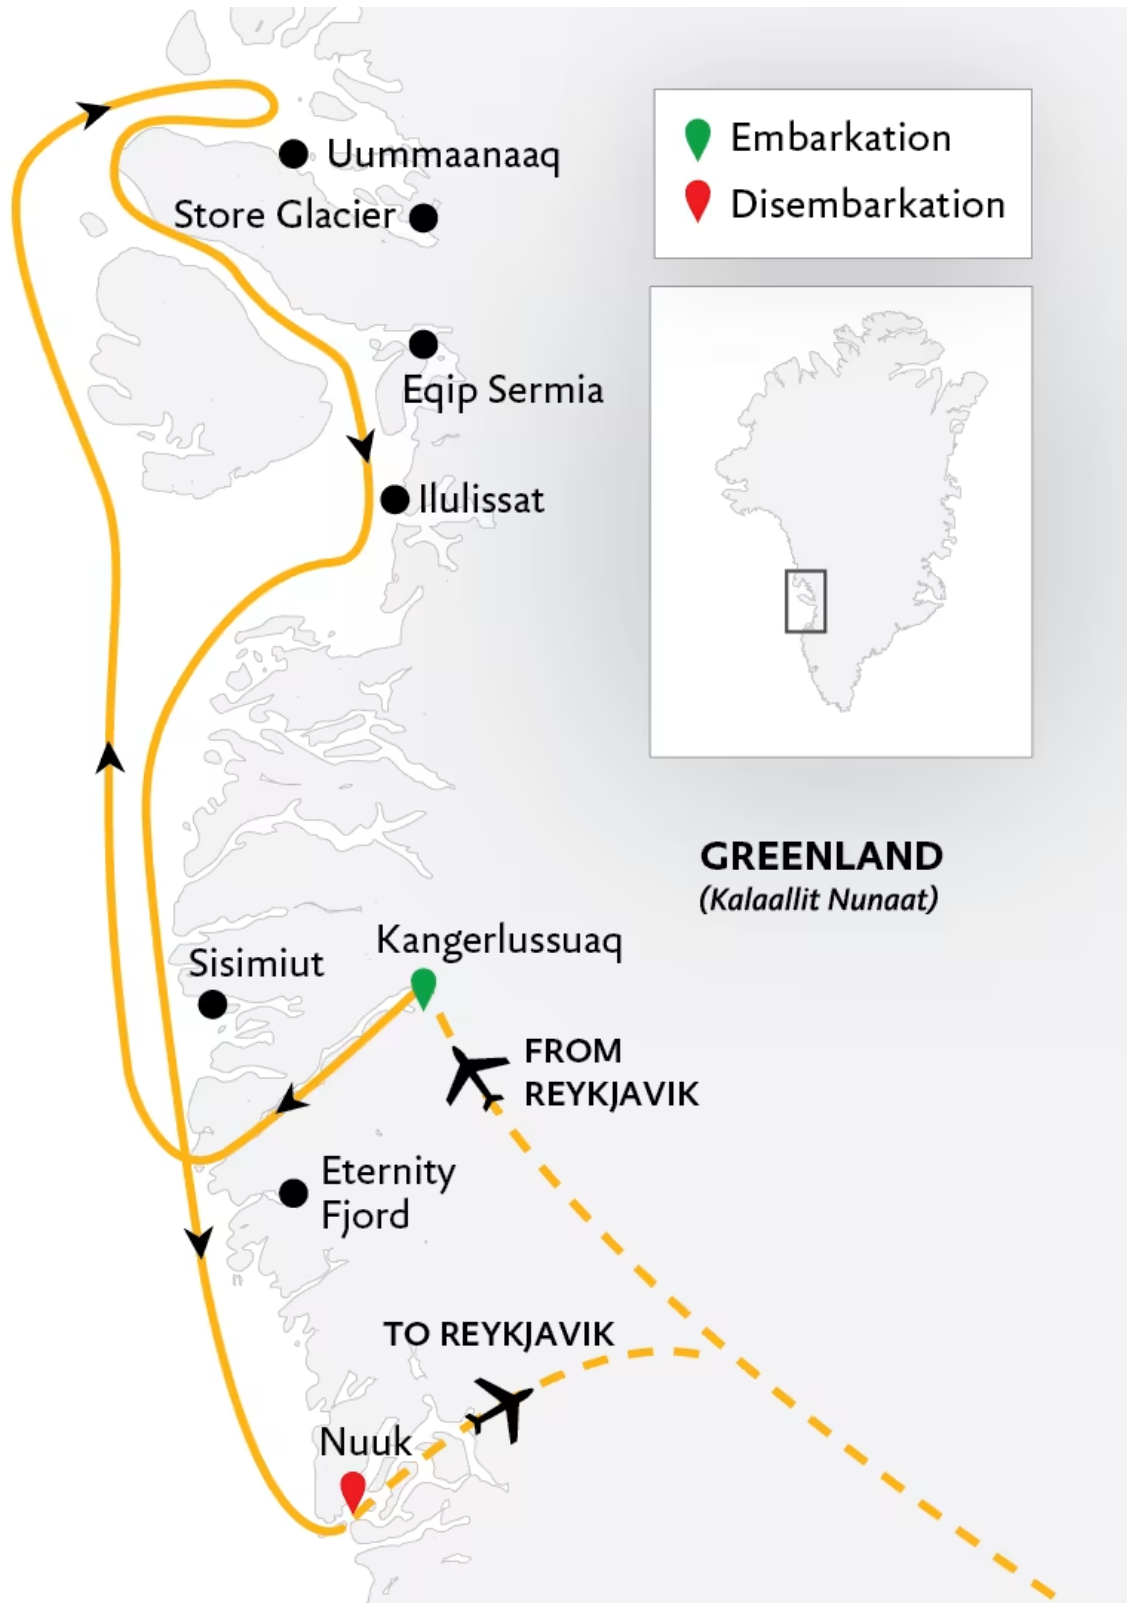 Embarkation
Disembarkation
Uummaanaaq
Store Glacier
Eqip Sermia
Ilulissat
GREENLAND
(Kalaallit Nunaat)
Kangerlussuaq
Sisimiut
FROM
REYKJAVIK
Eternity
Fjord
TO REYKJAVIK
Nuuk